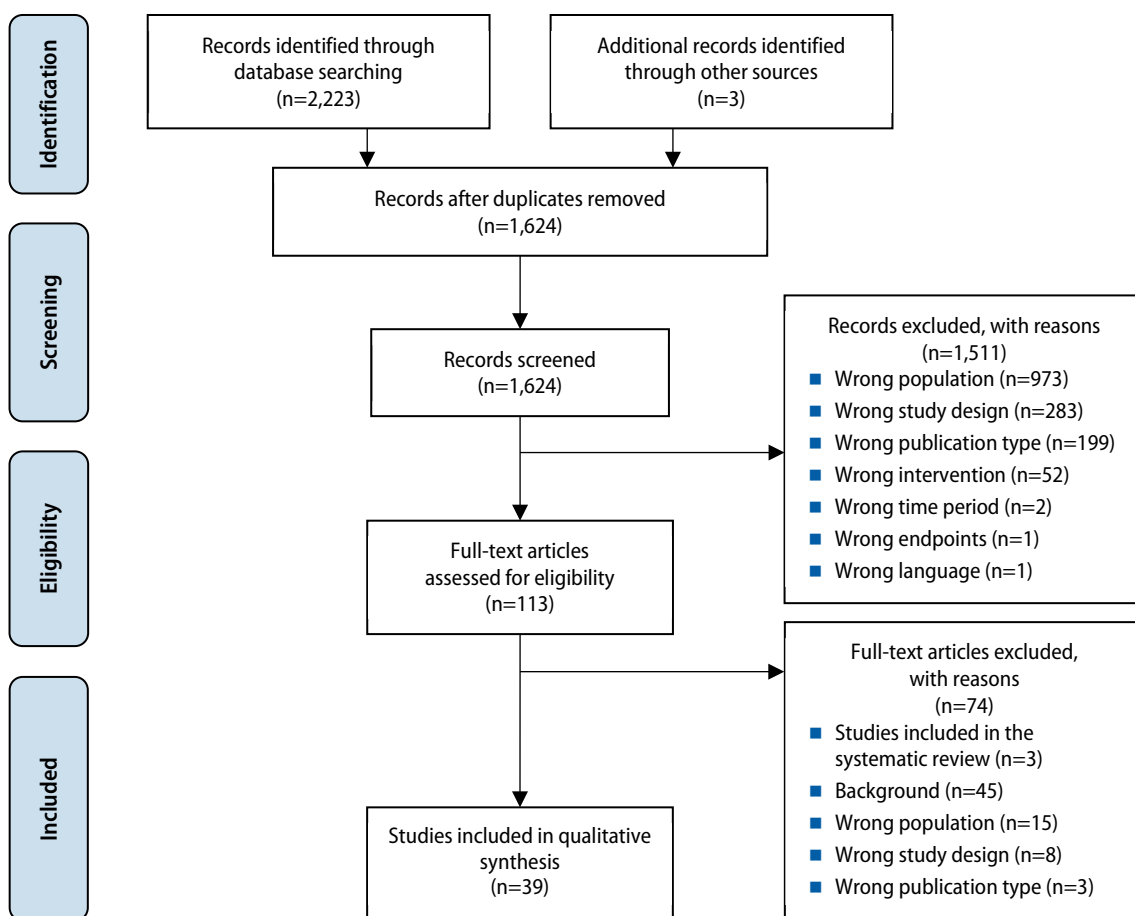 Identification
Records identified through
database searching
(n=2,223)
Additional records identified
through other sources
(n=3)
Records after duplicates removed
(n=1,624)
Screening
Records screened
(n=1,624)
Records excluded, with reasons
(n=1,511)
Wrong population (n=973)
Wrong study design (n=283)
Wrong publication type (n=199)
Wrong intervention (n=52)
Wrong time period (n=2)
Wrong endpoints (n=1)
Wrong language (n=1)
Eligibility
Full-text articles
assessed for eligibility
(n=113)
Full-text articles excluded,
with reasons
(n=74)
Studies included in the
systematic review (n=3)
Background (n=45)
Wrong population (n=15)
Wrong study design (n=8)
Wrong publication type (n=3)
Included
Studies included in qualitative
synthesis
(n=39)